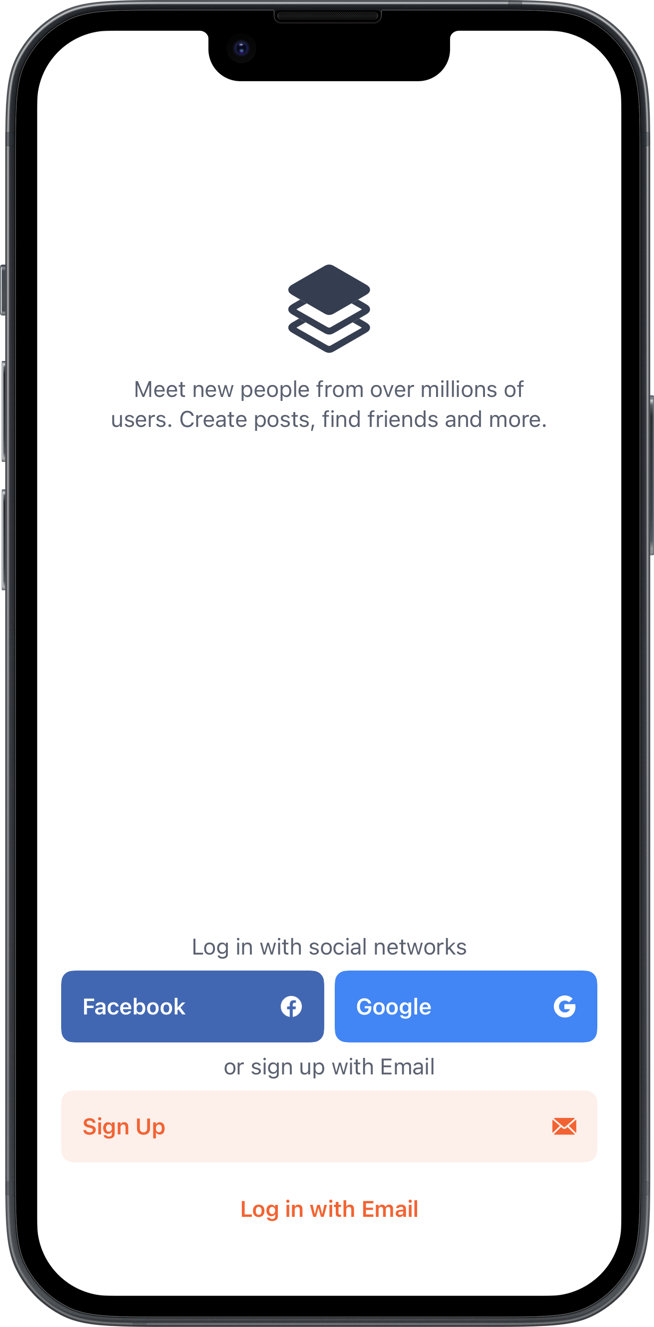 Meet new people from over millions of
users. Create posts, find friends and more.
Log in with social networks
Facebook
Google
or sign up with Email
Sign Up
Log in with Email